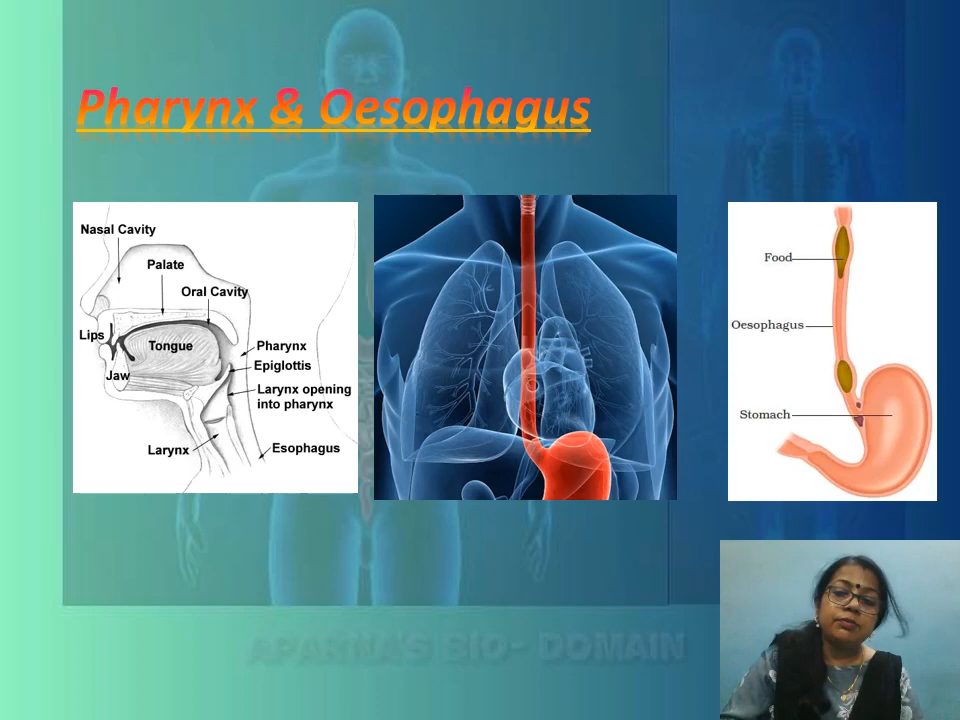 Pharynx & Oesophagus
Nasal Cavity
Palate
Oral Cavity
Lips
Tongue
Pharynx
Epiglottis
Jaw
Larynx opening
into pharynx
Larynx
Esophagus
Food
Oesophagus
Stomach
APARNA'S BIO- DOMAIN